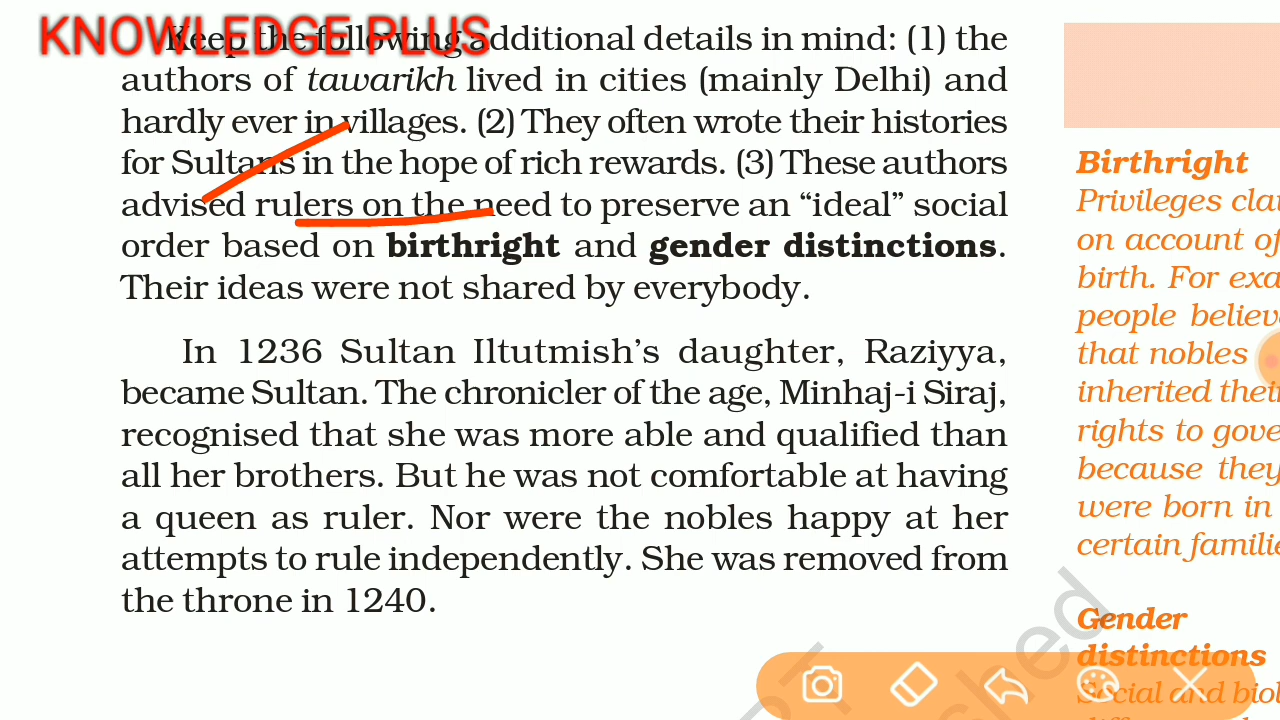 KNOWLEDGE PLUS
Keep the following additional details in mind: (1) the
authors of tawarikh lived in cities (mainly Delhi) and
hardly ever in villages. (2) They often wrote their histories
for Sultans in the hope of rich rewards. (3) These authors
advised rulers on the need to preserve an “ideal” social
order based on birthright and gender distinctions.
Their ideas were not shared by everybody.
In 1236 Sultan Iltutmish’s daughter, Raziyya,
became Sultan. The chronicler of the age, Minhaj-i Siraj,
recognised that she was more able and qualified than
all her brothers. But he was not comfortable at having
a queen as ruler. Nor were the nobles happy at her
attempts to rule independently. She was removed from
the throne in 1240.
Birthright
Privileges
on account of
birth. For
people
that nobles
inherited their
rights to
because they
were born in
certain
Gender
distinctions
Social and